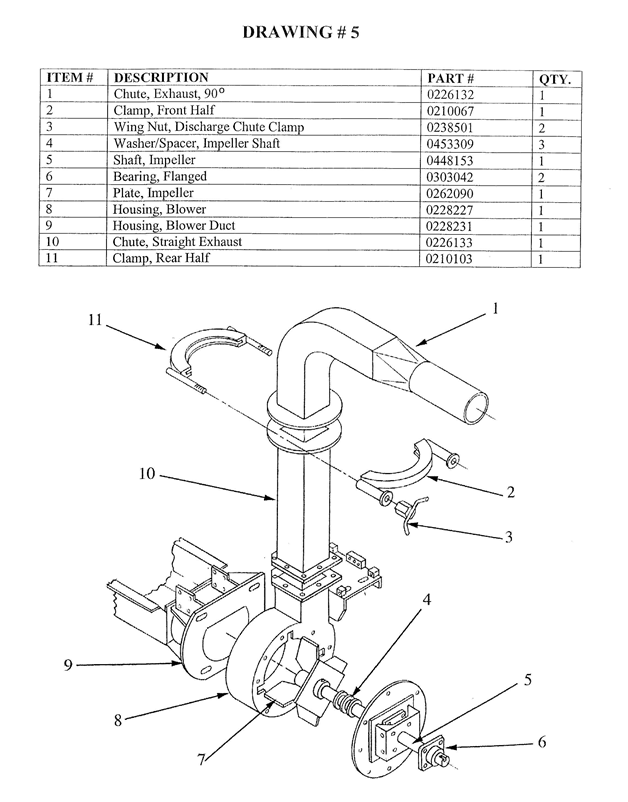 DRAWING # 5
ITEM # DESCRIPTION PART # QTY.
1 Chute, Exhaust, 90° 0226132 1
2 Clamp, Front Half 0210067 1
3 Wing Nut, Discharge Chute Clamp 0238501 2
4 Washer/Spacer, Impeller Shaft 0453309 3
5 Shaft, Impeller 0448153 1
6 Bearing, Flanged 0303042 2
7 Plate, Impeller 0262090 1
8 Housing, Blower 0228227 1
9 Housing, Blower Duct 0228231 1
10 Chute, Straight Exhaust 0226133 1
11 Clamp, Rear Half 0210103 1
1
11
10
2
3
4
9
5
8
6
7